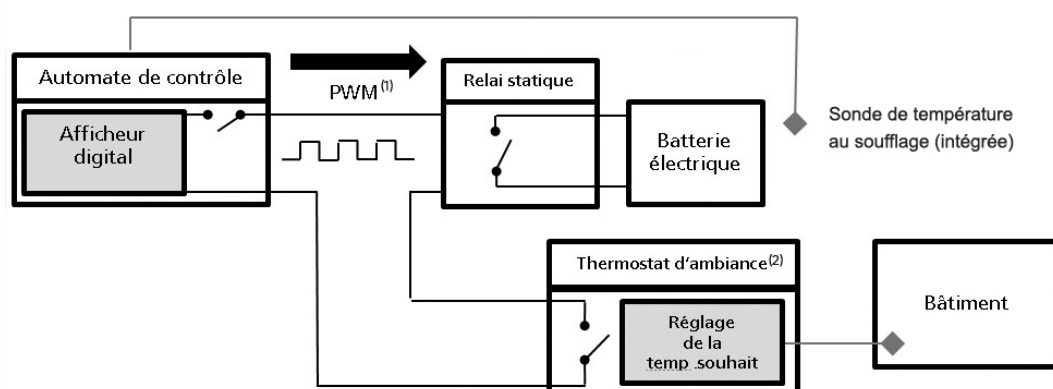 Automate de contrôle
Afficheur
digital
PWM (1)
Relai statique
Batterie
électrique
Sonde de température
au soufflage (intégrée)
Thermostat d'ambiance(2)
Réglage
de la
temp .souhait
Bâtiment